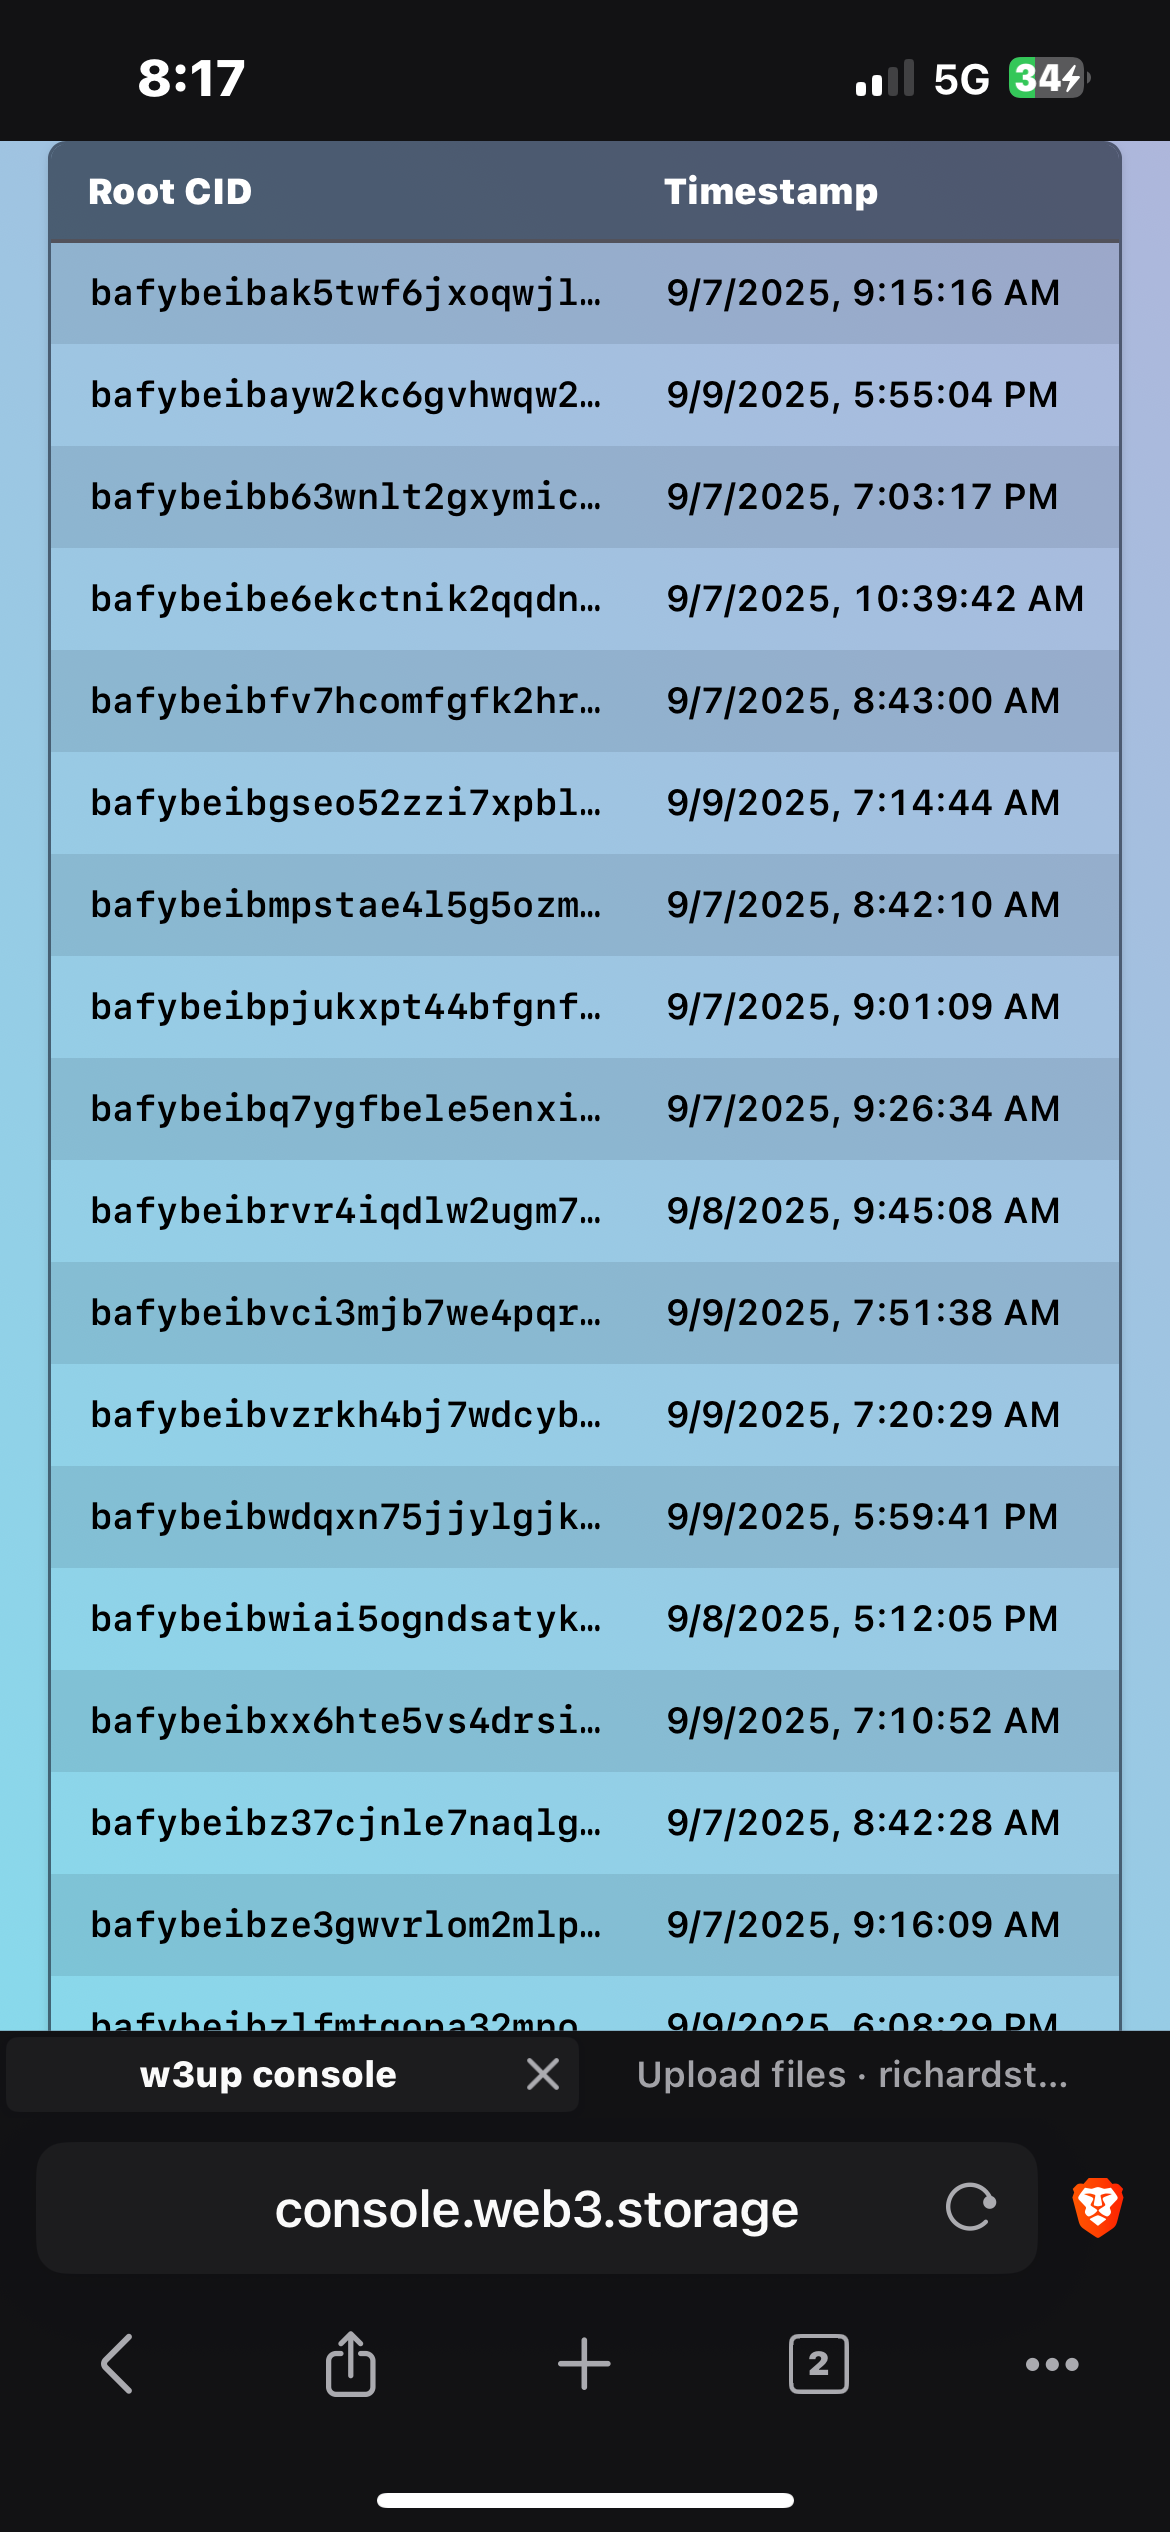 8:17 5G 34
Root CID Timestamp
bafybeibak5twf6jxoqwjl… 9/7/2025, 9:15:16 AM
bafybeibayw2kc6gvhwqw2… 9/9/2025, 5:55:04 PM
bafybeibb63wnlt2gxymic… 9/7/2025, 7:03:17 PM
bafybeibe6ekctnik2qqdn… 9/7/2025, 10:39:42 AM
bafybeibfv7hcomfgfk2hr… 9/7/2025, 8:43:00 AM
bafybeibgseo52zzi7xpbl… 9/9/2025, 7:14:44 AM
bafybeibmpstae4l5g5ozm… 9/7/2025, 8:42:10 AM
bafybeibpjukxpt44bfgnf… 9/7/2025, 9:01:09 AM
bafybeibq7ygfbele5enxi… 9/7/2025, 9:26:34 AM
bafybeibrvr4iqdlw2ugm7… 9/8/2025, 9:45:08 AM
bafybeibvci3mjb7we4pqr… 9/9/2025, 7:51:38 AM
bafybeibvzrkh4bj7wdcyb… 9/9/2025, 7:20:29 AM
bafybeibwdqxn75jjylgjk… 9/9/2025, 5:59:41 PM
bafybeibwiai5ogndsatyk… 9/8/2025, 5:12:05 PM
bafybeibxx6hte5vs4drsi… 9/9/2025, 7:10:52 AM
bafybeibz37cjnle7naqlg… 9/7/2025, 8:42:28 AM
bafybeibze3gwvrlom2mlp… 9/7/2025, 9:16:09 AM
9/9/2025, 6:08:29 PM
w3up console Upload files · richardst...
console.web3.storage
2